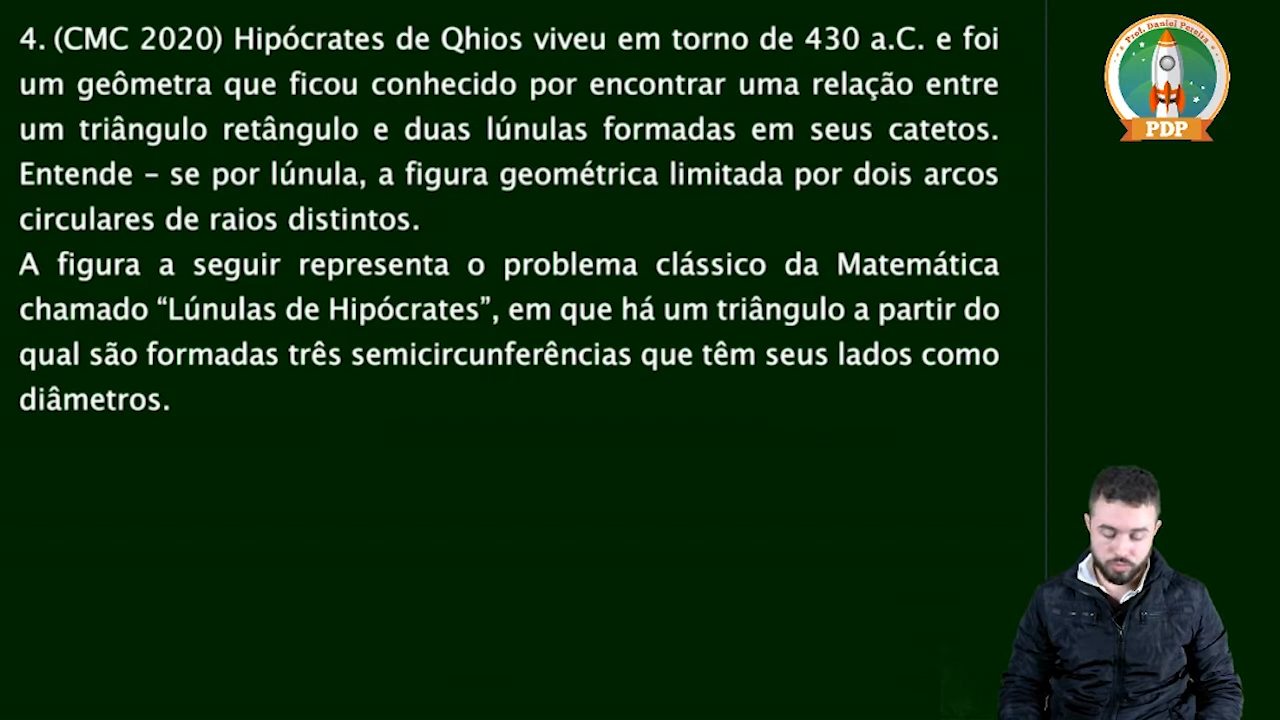 4. (CMC 2020) Hipócrates de Qhios viveu em torno de 430 a.C. e foi
um geômetra que ficou conhecido por encontrar uma relação entre
um triângulo retângulo e duas lúnulas formadas em seus catetos.
Entende – se por lúnula, a figura geométrica limitada por dois arcos
circulares de raios distintos.
A figura a seguir representa o problema clássico da Matemática
chamado “Lúnulas de Hipócrates”, em que há um triângulo a partir do
qual são formadas três semicircunferências que têm seus lados como
diâmetros.
Prof. Daniel Pereira
PDP